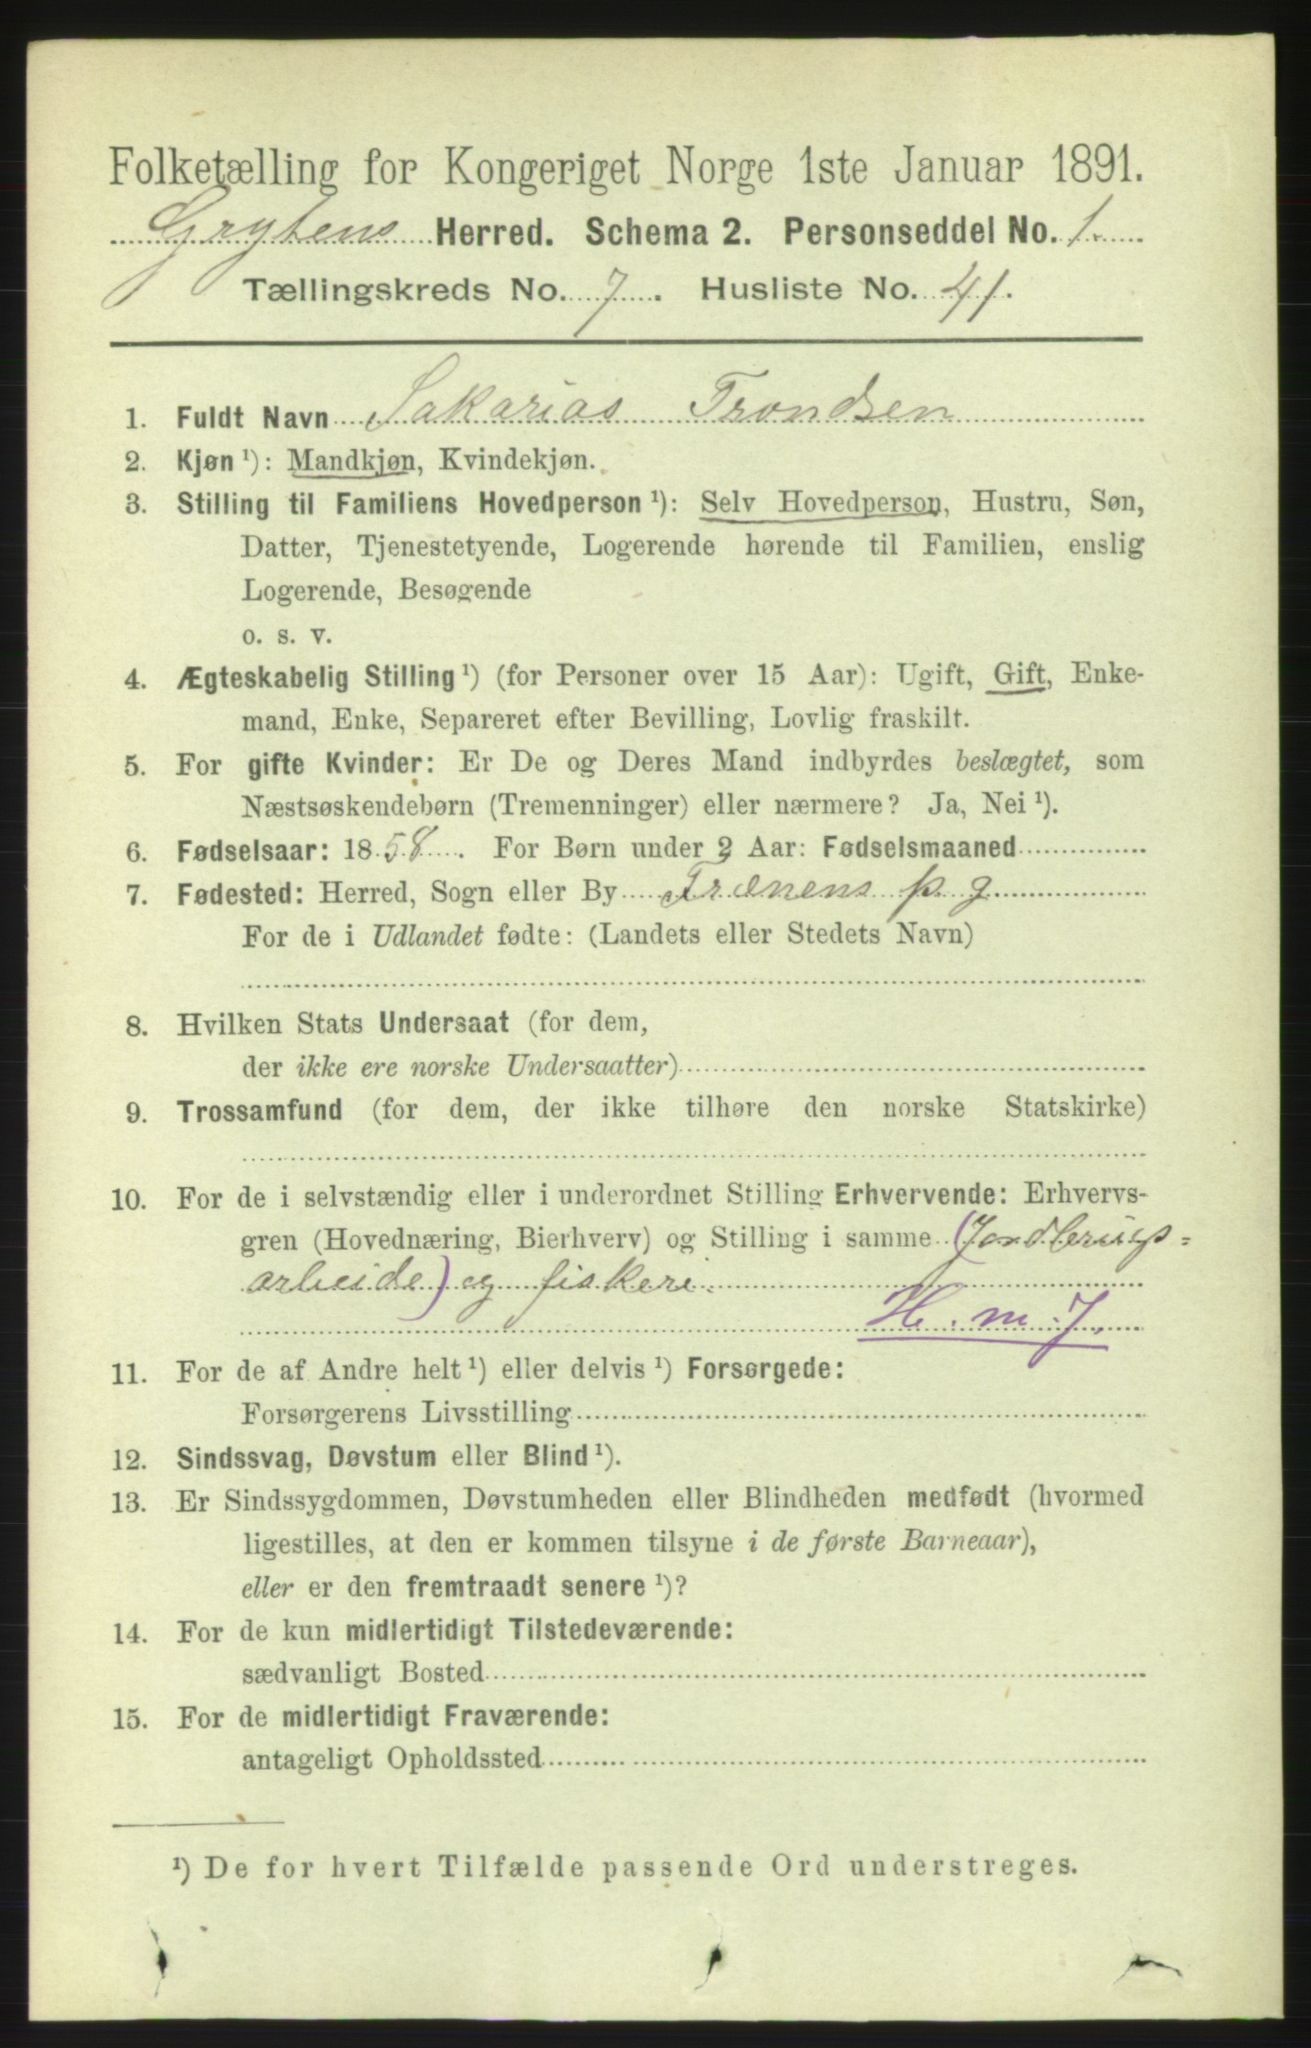 Folketælling for Kongeriget Norge 1ste Januar 1891.
Grytens Herred. Schema 2. Personseddel No. 1.
Tællingskreds No. 7. Husliste No. 41.
1. Fuldt Navn Sakarias Trondsen
2. Kjøn ¹): Mandkjøn, Kvindekjøn.
3. Stilling til Familiens Hovedperson ¹): Selv Hovedperson, Hustru, Søn,
Datter, Tjenestetyende, Logerende hørende til Familien, enslig
Logerende, Besøgende
o. s. v.
4. Ægteskabelig Stilling ¹) (for Personer over 15 Aar): Ugift, Gift, Enke-
mand, Enke, Separeret efter Bevilling, Lovlig fraskilt.
5. For gifte Kvinder: Er De og Deres Mand indbyrdes beslægtet, som
Næstsøskendebørn (Tremenninger) eller nærmere? Ja, Nei ¹).
6. Fødselsaar: 1858. For Børn under 2 Aar: Fødselsmaaned
7. Fødested: Herred, Sogn eller By Trænens p. g
For de i Udlandet fødte: (Landets eller Stedets Navn)
8. Hvilken Stats Undersaat (for dem,
der ikke ere norske Undersaatter)
9. Trossamfund (for dem, der ikke tilhøre den norske Statskirke)
10. For de i selvstændig eller i underordnet Stilling Erhvervende: Erhvervs-
gren (Hovednæring, Bierhverv) og Stilling i samme (Jordbrugs=
arbeide) og fiskeri.
H. m. J.
11. For de af Andre helt ¹) eller delvis ¹) Forsørgede:
Forsørgerens Livsstilling
12. Sindssvag, Døvstum eller Blind ¹).
13. Er Sindssygdommen, Døvstumheden eller Blindheden medfødt (hvormed
ligestilles, at den er kommen tilsyne i de første Barneaar),
eller er den fremtraadt senere ¹)?
14. For de kun midlertidigt Tilstedeværende:
sædvanligt Bosted
15. For de midlertidigt Fraværende:
antageligt Opholdssted
¹) De for hvert Tilfælde passende Ord understreges.